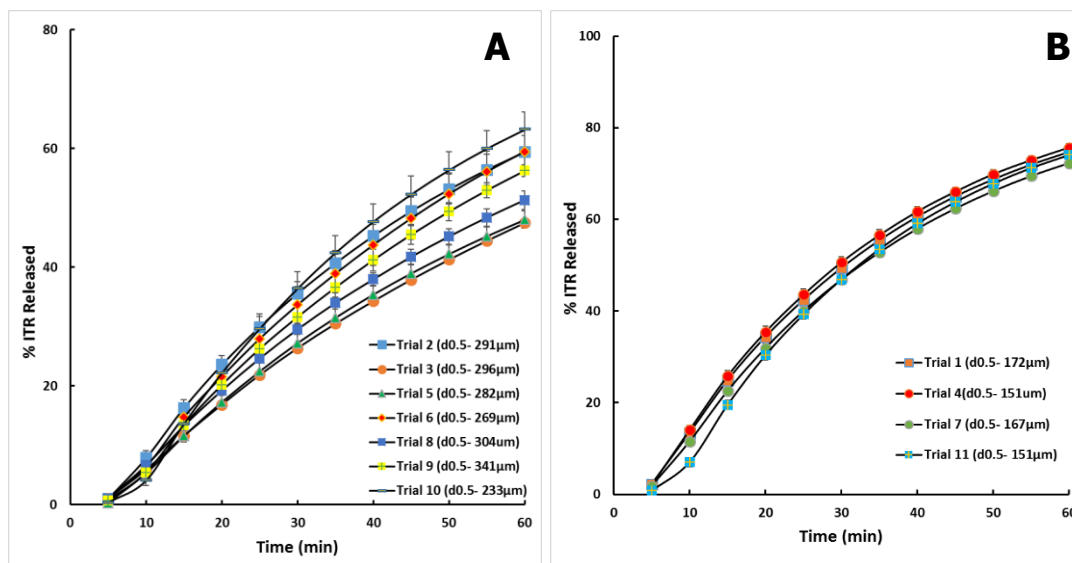 A
80
60
40
20
0
% ITR Released
0 10 20 30 40 50 60
Time (min)
Trial 2 (d0.5- 291µm)
Trial 3 (d0.5- 296µm)
Trial 5 (d0.5- 282µm)
Trial 6 (d0.5- 269µm)
Trial 8 (d0.5- 304um)
Trial 9 (d0.5- 341µm)
Trial 10 (d0.5- 233µm)
B
100
80
60
40
20
0
% ITR Released
0 10 20 30 40 50 60
Time (min)
Trial 1 (d0.5- 172µm)
Trial 4(d0.5- 151um)
Trial 7 (d0.5- 167µm)
Trial 11 (d0.5- 151µm)